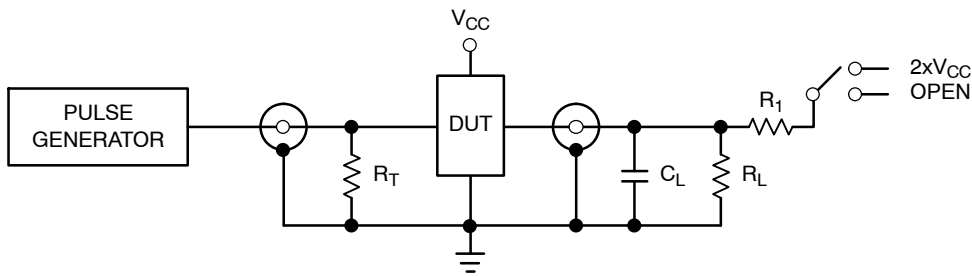 V_CC
PULSE
GENERATOR
DUT
R_T
C_L
R_L
R_1
2xV_CC
OPEN